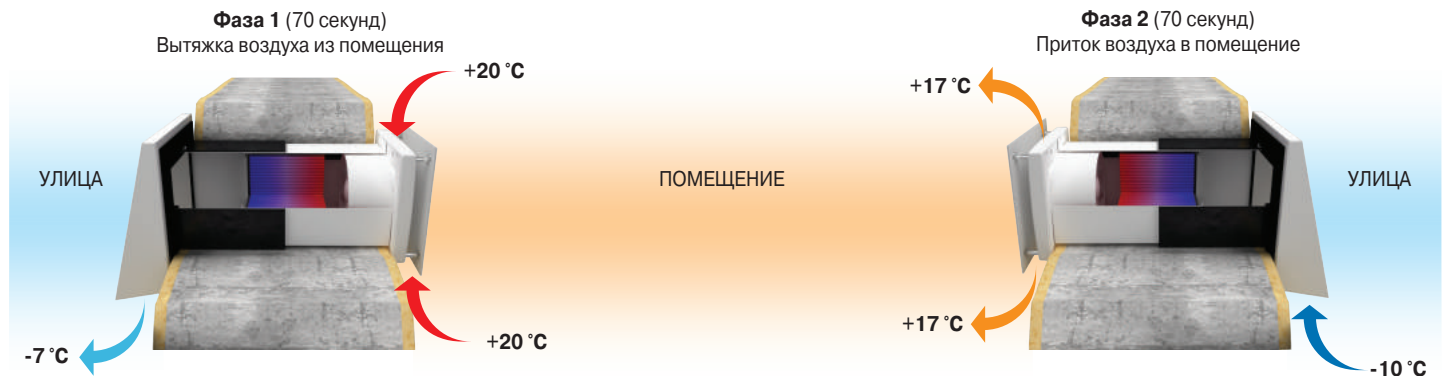 Фаза 1 (70 секунд)
Вытяжка воздуха из помещения
Фаза 2 (70 секунд)
Приток воздуха в помещение
+20 °C
+17 °C
УЛИЦА
ПОМЕЩЕНИЕ
УЛИЦА
-7 °C
+20 °C
+17 °C
-10 °C